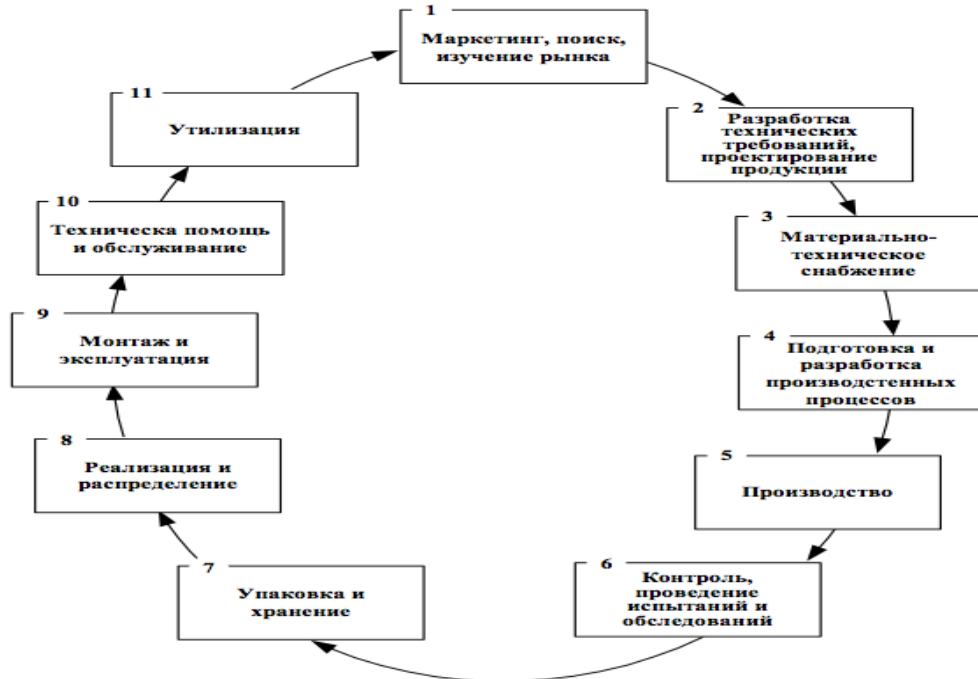 1
Маркетинг, поиск,
изучение рынка
2
Разработка
технических
требований,
проектирование
продукции
3
Материально-
техническое
снабжение
4
Подготовка и
разработка
производстенных
процессов
5
Производство
6
Контроль,
проведение
испытаний и
обследований
7
Упаковка и
хранение
8
Реализация и
распределение
9
Монтаж и
эксплуатация
10
Техническа помощь
и обслуживание
11
Утилизация